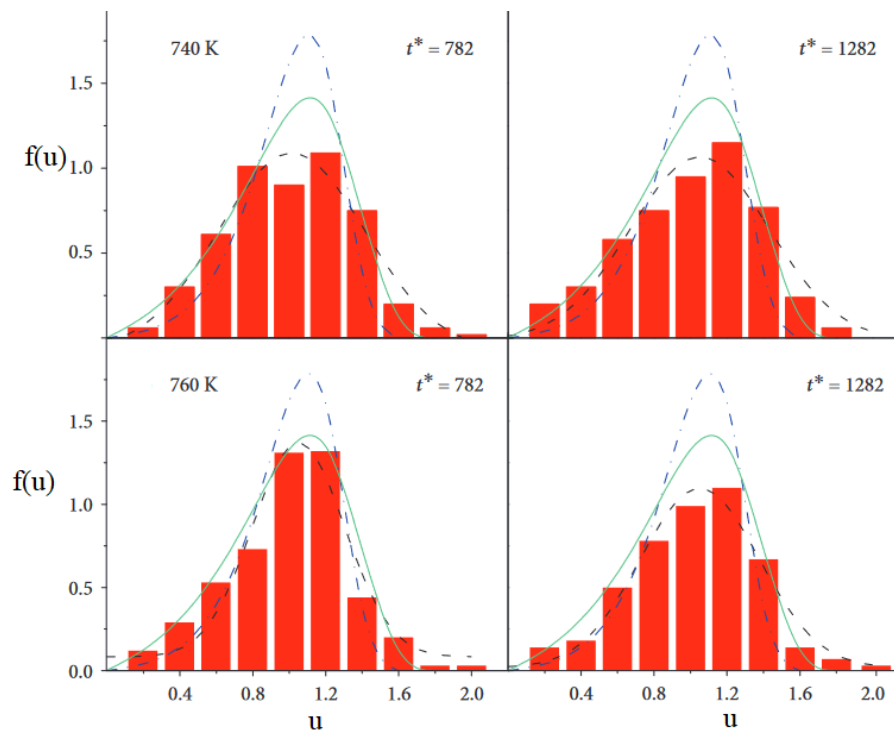 740 K t* = 782
t* = 1282
1.5
f(u)
1.0
0.5
760 K t* = 782
t* = 1282
1.5
f(u)
1.0
0.5
0.0
0.4 0.8 1.2 1.6 2.0 0.4 0.8 1.2 1.6 2.0
u u